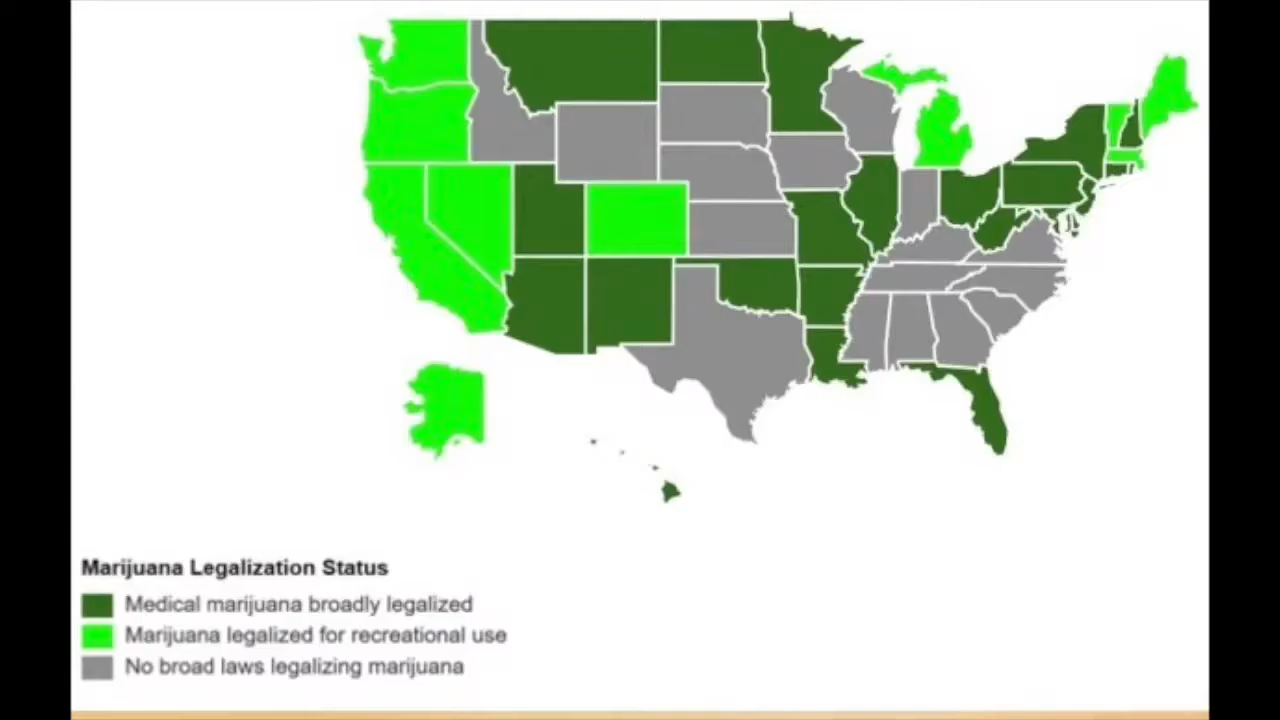 Marijuana Legalization Status
Medical marijuana broadly legalized
Marijuana legalized for recreational use
No broad laws legalizing marijuana